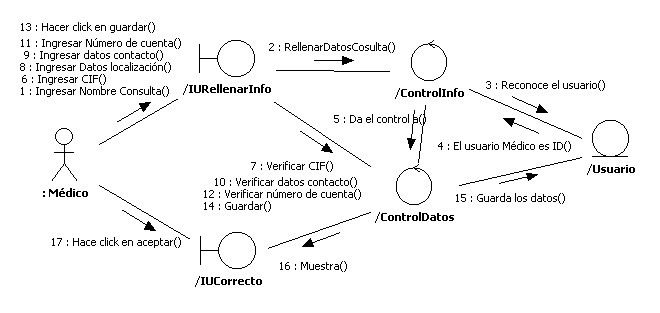 13 : Hacer click en guardar()
11 : Ingresar Número de cuenta()
9 : Ingresar datos contacto()
8 : Ingresar Datos localización()
6 : Ingresar CIF()
1 : Ingresar Nombre Consulta()
2 : RellenarDatosCosulta()
/IURellenarInfo
/ControlInfo
3 : Reconoce el usuario()
5 : Da el control a()
4 : El usuario Médico es ID()
/Usuario
7 : Verificar CIF()
10 : Verificar datos contacto()
12 : Verificar número de cuenta()
14 : Guardar()
: Médico
/ControlDatos
15 : Guarda los datos()
17 : Hace click en aceptar()
16 : Muestra()
/IUCorrecto